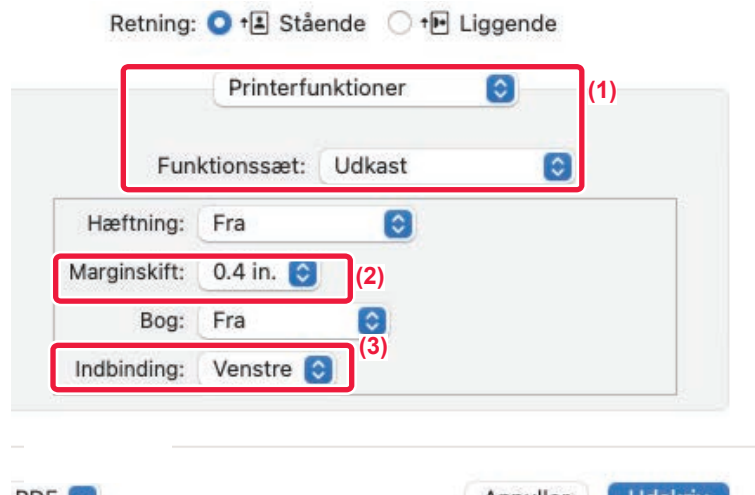 Retning: Stående Liggende
Printerfunktioner
(1)
Funktionssæt: Udkast
Hæftning: Fra
Marginskift: 0.4 in.
(2)
Bog: Fra
(3)
Indbinding: Venstre